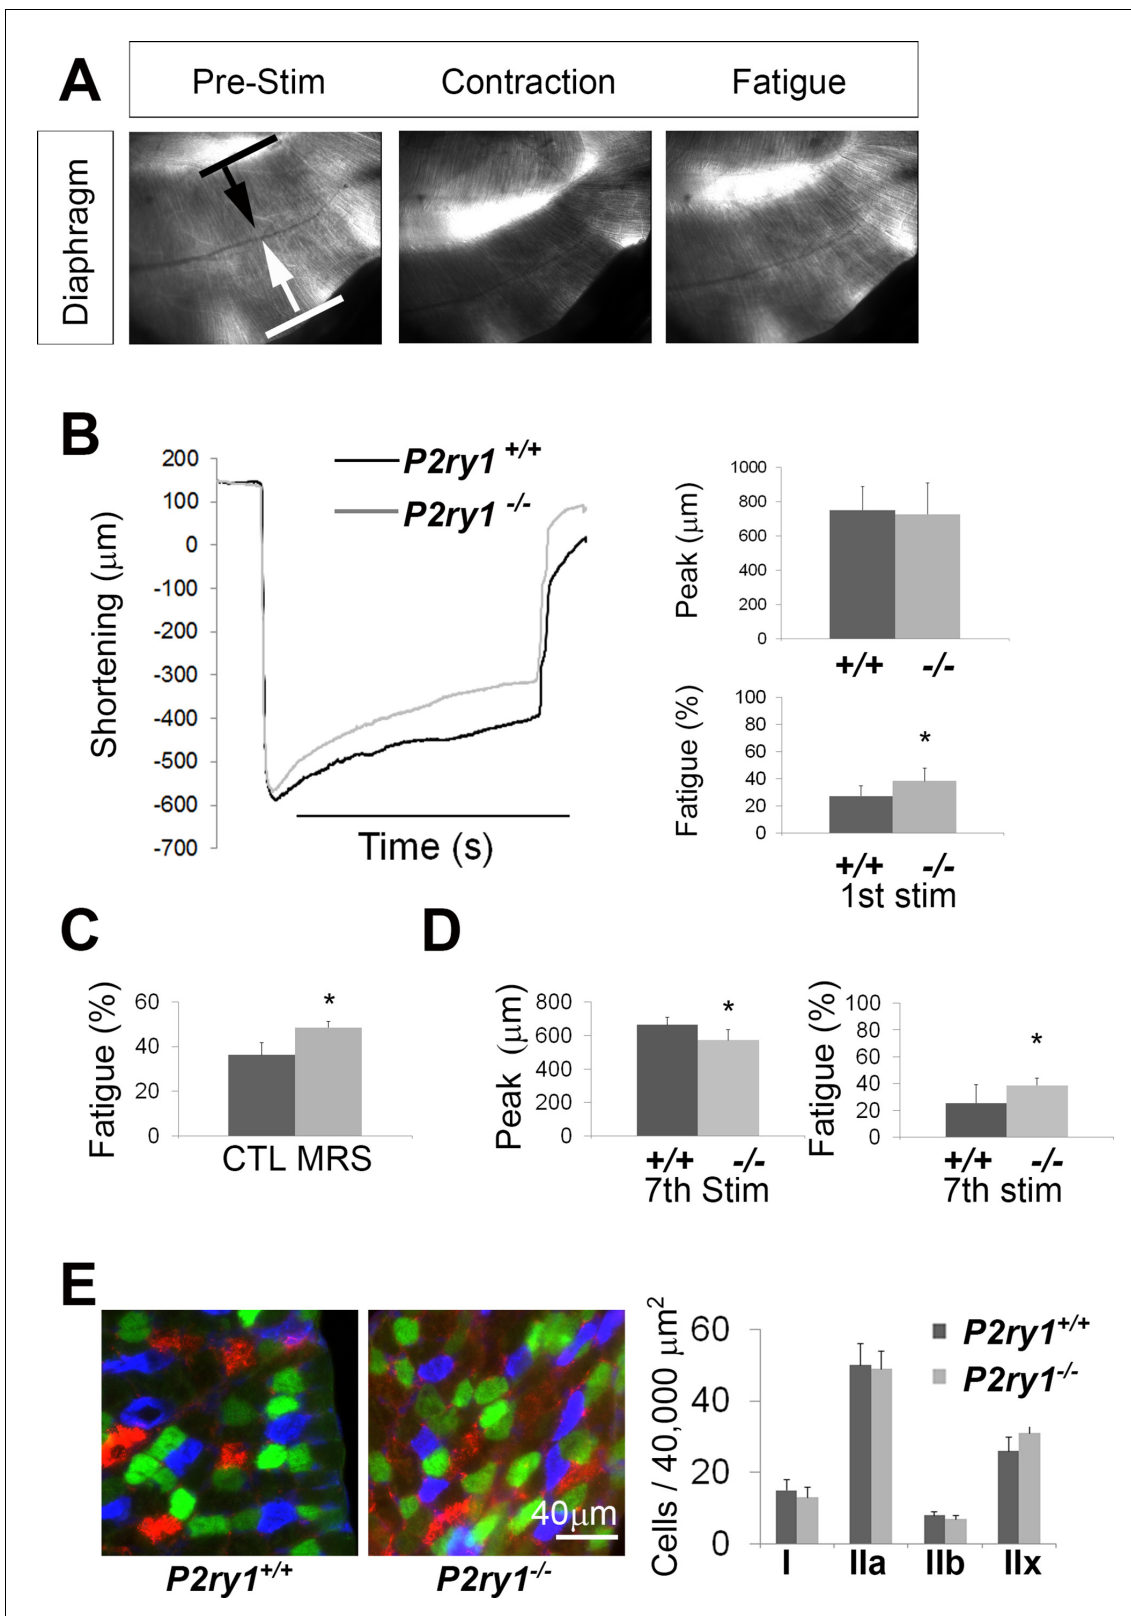 A
Pre-Stim Contraction Fatigue
Diaphragm
B
Shortening (μm)
200
100
0
-100
-200
-300
-400
-500
-600
-700
P2ry1 +/+
P2ry1 -/-
Time (s)
Peak (μm)
1000
800
600
400
200
0
+/+ -/-
Fatigue (%)
100
80
60
40
20
0
*
+/+ -/-
1st stim
C
Fatigue (%)
60
40
20
0
*
CTL MRS
D
Peak (μm)
800
600
400
200
0
*
+/+ -/-
7th Stim
Fatigue (%)
100
80
60
40
20
0
*
+/+ -/-
7th stim
E
40μm
P2ry1+/+ P2ry1-/-
Cells / 40,000 μm2
60
40
20
0
P2ry1+/+
P2ry1-/-
I IIa IIb IIx